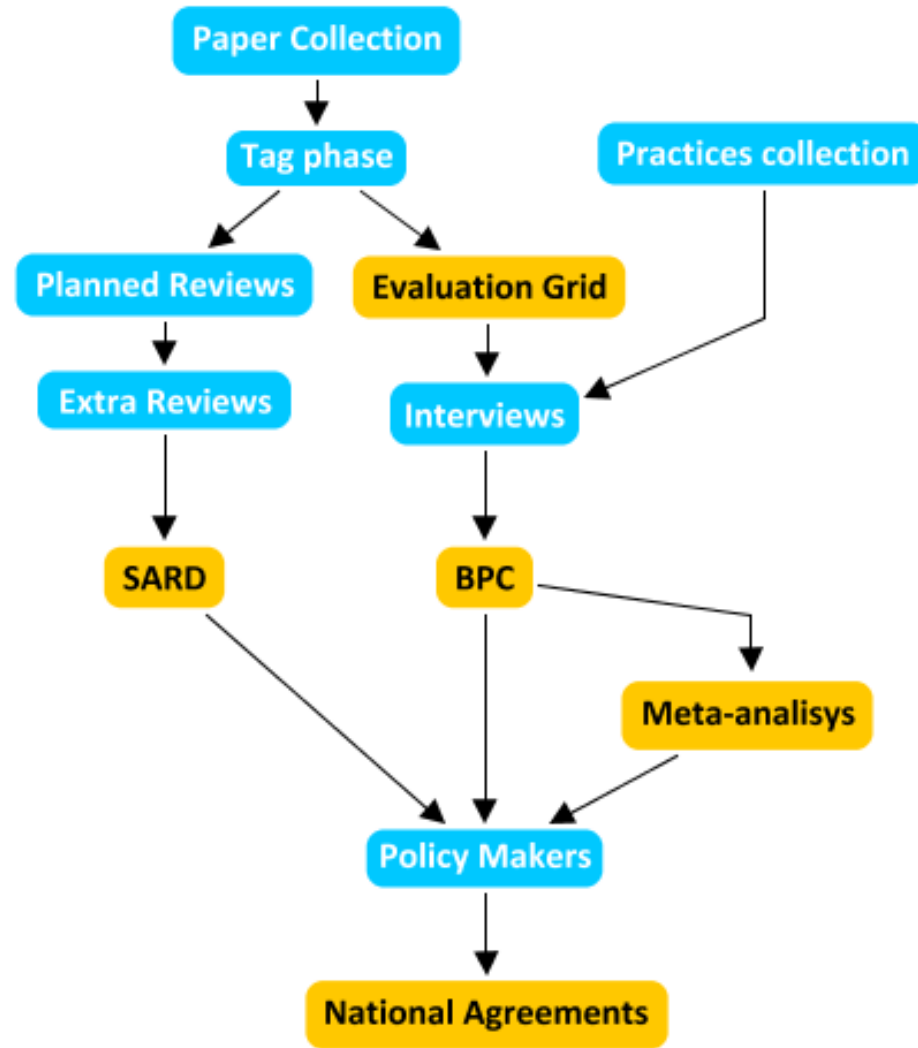 Paper Collection
Tag phase
Practices collection
Planned Reviews
Evaluation Grid
Extra Reviews
Interviews
SARD
BPC
Meta-analisys
Policy Makers
National Agreements